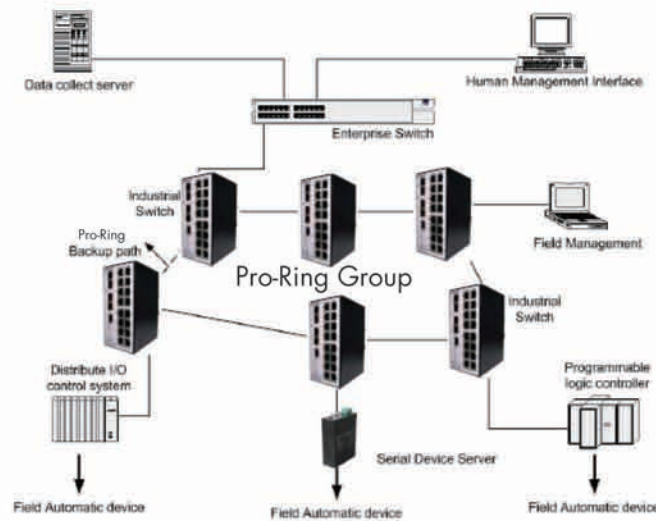 Data collect server
Human Management Interface
Enterprise Switch
Industrial
Switch
Field Management
Pro-Ring
Backup path
Pro-Ring Group
Industrial
Switch
Distribute I/O
control system
Programmable
logic controller
Serial Device Server
Field Automatic device
Field Automatic device
Field Automatic device